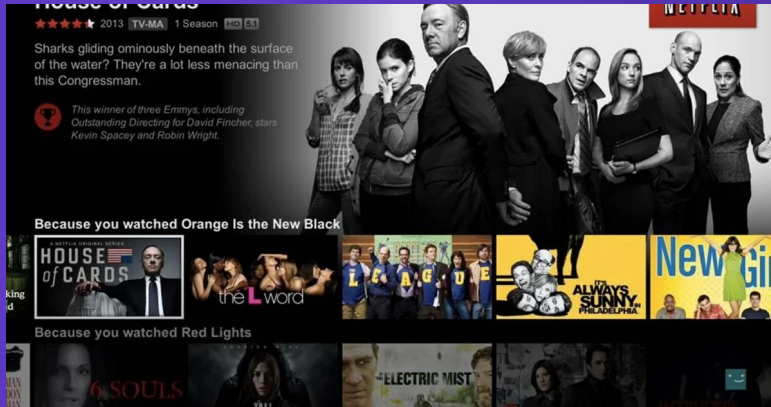 House of Cards
NETFLIX
2013 TV-MA 1 Season HD 5.1
Sharks gliding ominously beneath the surface
of the water? They're a lot less menacing than
this Congressman.
This winner of three Emmys, including
Outstanding Directing for David Fincher, stars
Kevin Spacey and Robin Wright.
Because you watched Orange Is the New Black
A NETFLIX ORIGINAL SERIES
HOUSE
of CARDS
the L word
LEAGUE
IT'S
ALWAYS
SUNNY IN
PHILADELPHIA
New Gi
Because you watched Red Lights
6 SOULS
ELECTRIC MIST